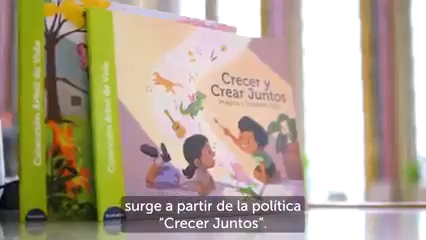 Colección Árbol de Vida
Colección Árbol de Vida
Crecer y
Crear Juntos
surge a partir de la política
“Crecer Juntos”.